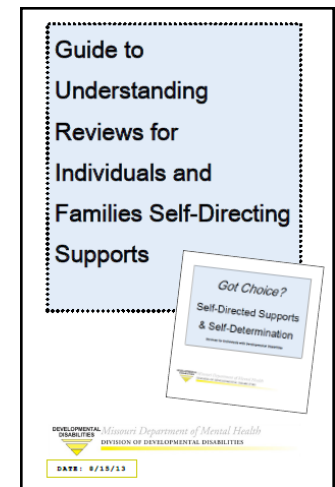 Guide to
Understanding
Reviews for
Individuals and
Families Self-Directing
Supports
Got Choice?
Self-Directed Supports
& Self-Determination
DEVELOPMENTAL
DISABILITIES
Missouri Department of Mental Health
DIVISION OF DEVELOPMENTAL DISABILITIES
DATE: 8/15/13